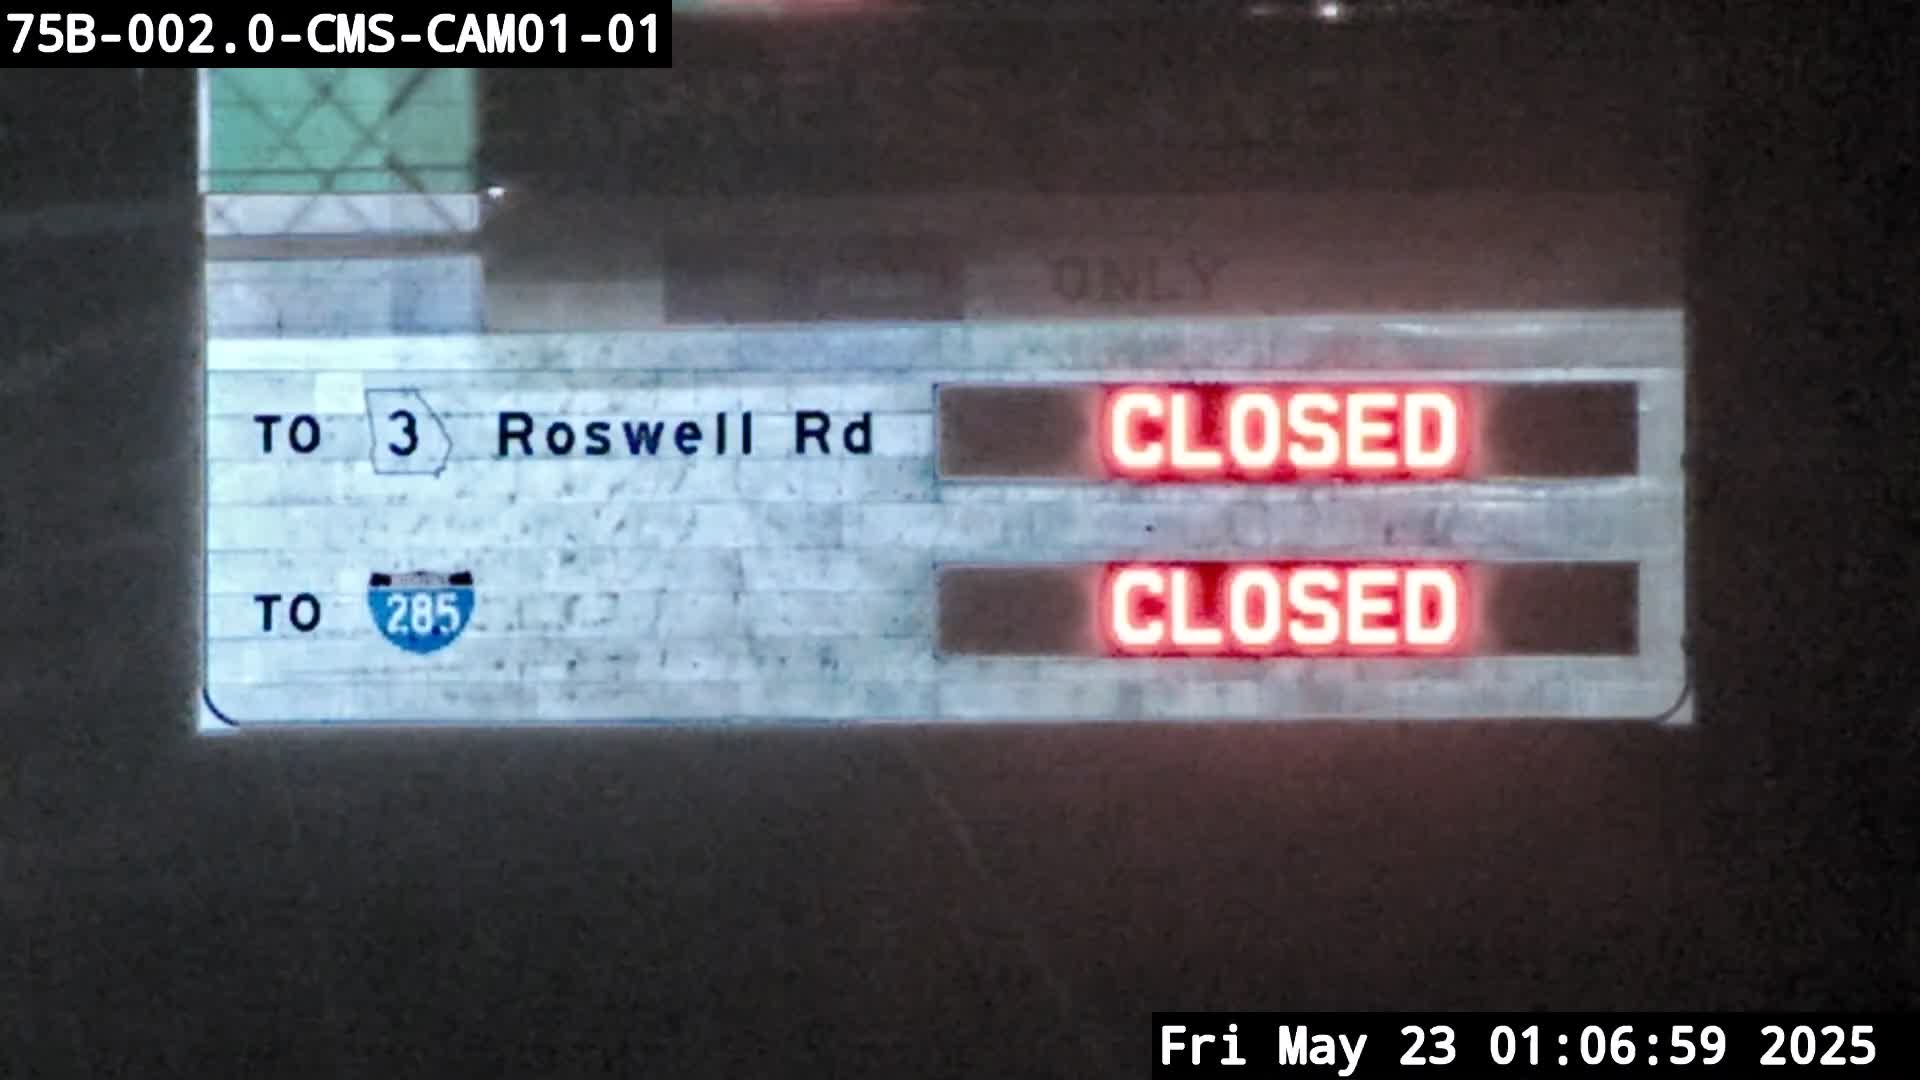 75B-002.0-CMS-CAM01-01
ONLY
TO 3 Roswell Rd CLOSED
TO 285 CLOSED
Fri May 23 01:06:59 2025